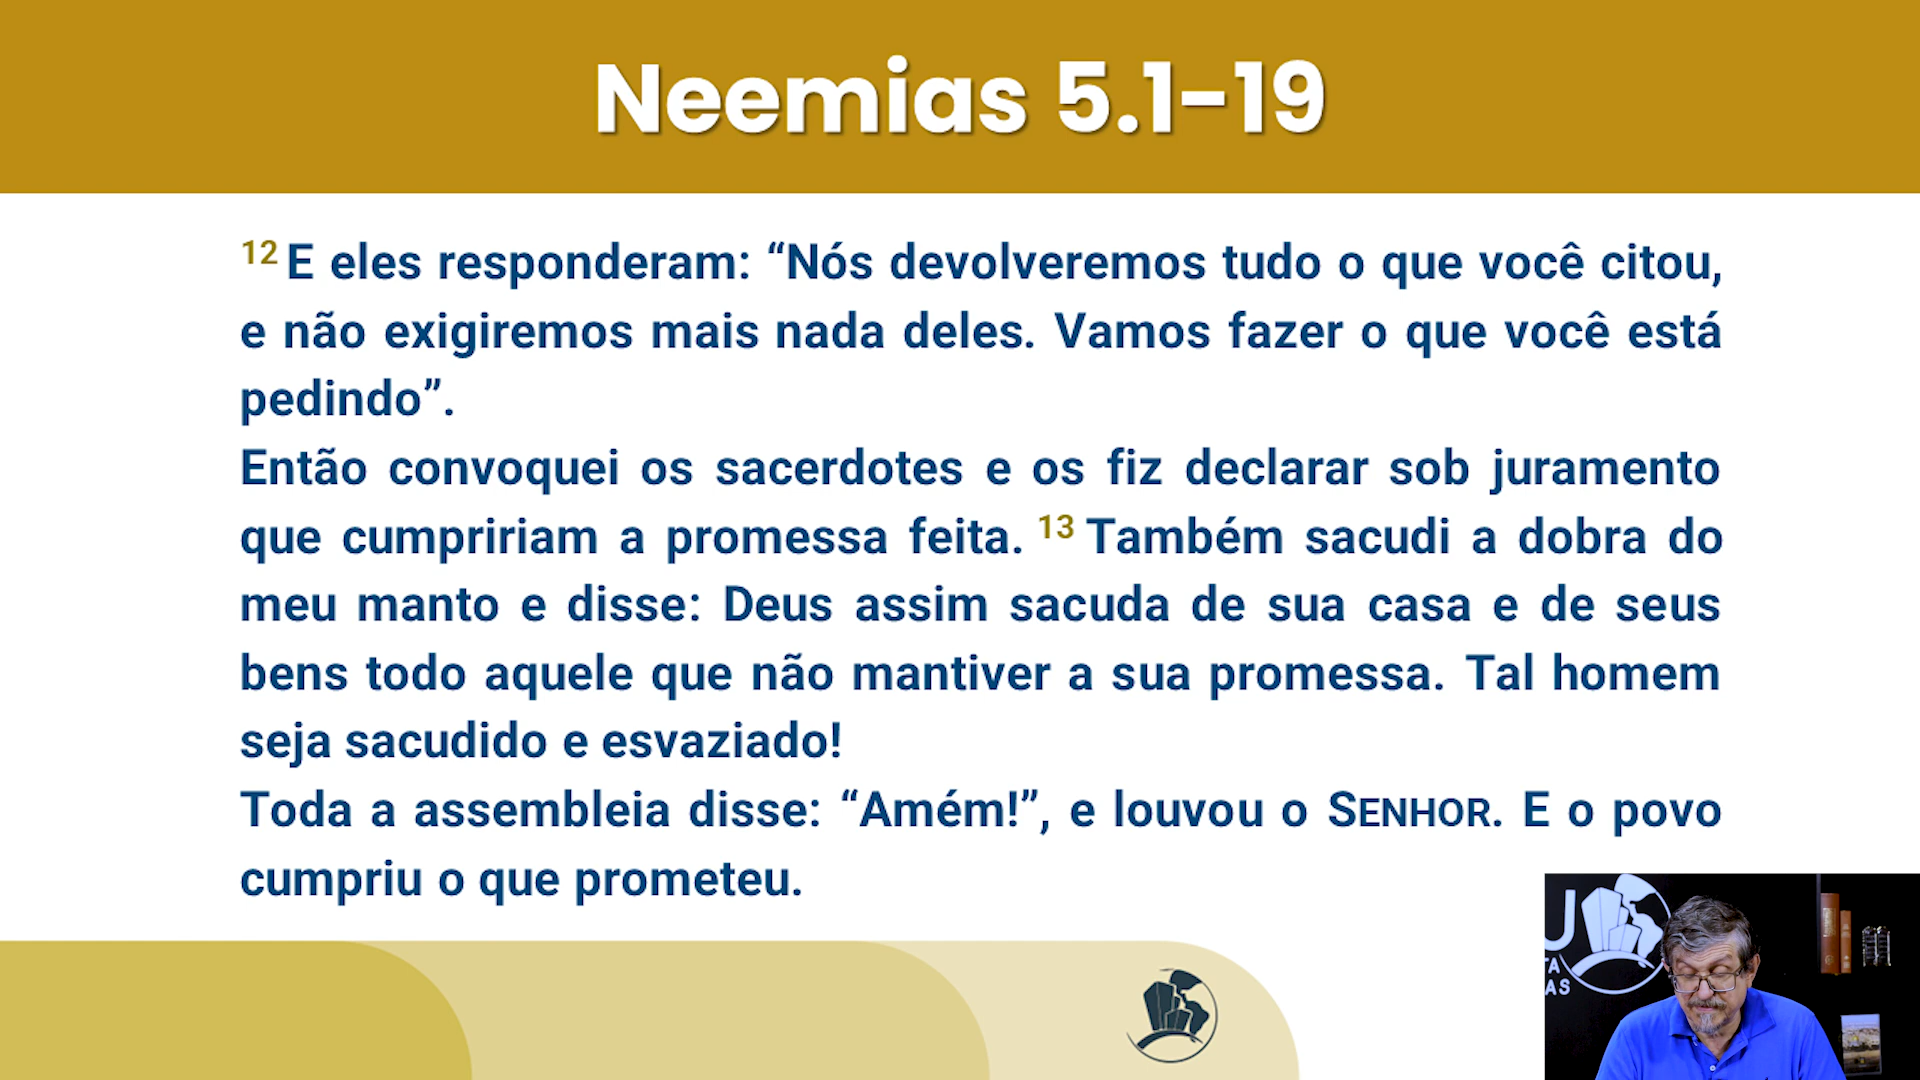 Neemias 5.1-19
12 E eles responderam: “Nós devolveremos tudo o que você citou,
e não exigiremos mais nada deles. Vamos fazer o que você está
pedindo”.
Então convoquei os sacerdotes e os fiz declarar sob juramento
que cumpririam a promessa feita. 13 Também sacudi a dobra do
meu manto e disse: Deus assim sacuda de sua casa e de seus
bens todo aquele que não mantiver a sua promessa. Tal homem
seja sacudido e esvaziado!
Toda a assembleia disse: “Amém!”, e louvou o SENHOR. E o povo
cumpriu o que prometeu.
U
TA
AS